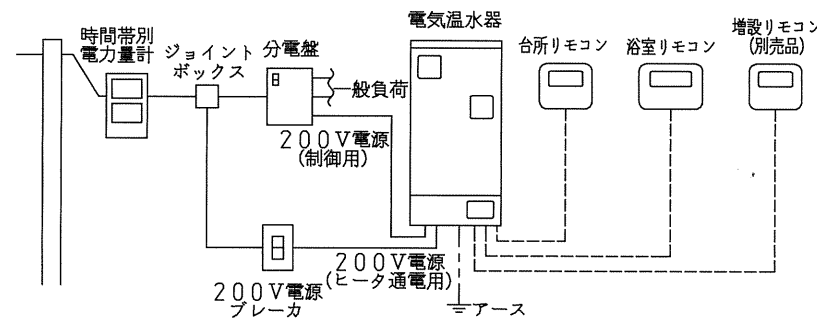 電気温水器
時間帯別
電力量計
ジョイント
ボックス
分電盤
一般負荷
台所リモコン
浴室リモコン
増設リモコン
(別売品)
200V電源
(制御用)
200V電源
(ヒータ通電用)
200V電源
ブレーカ
アース